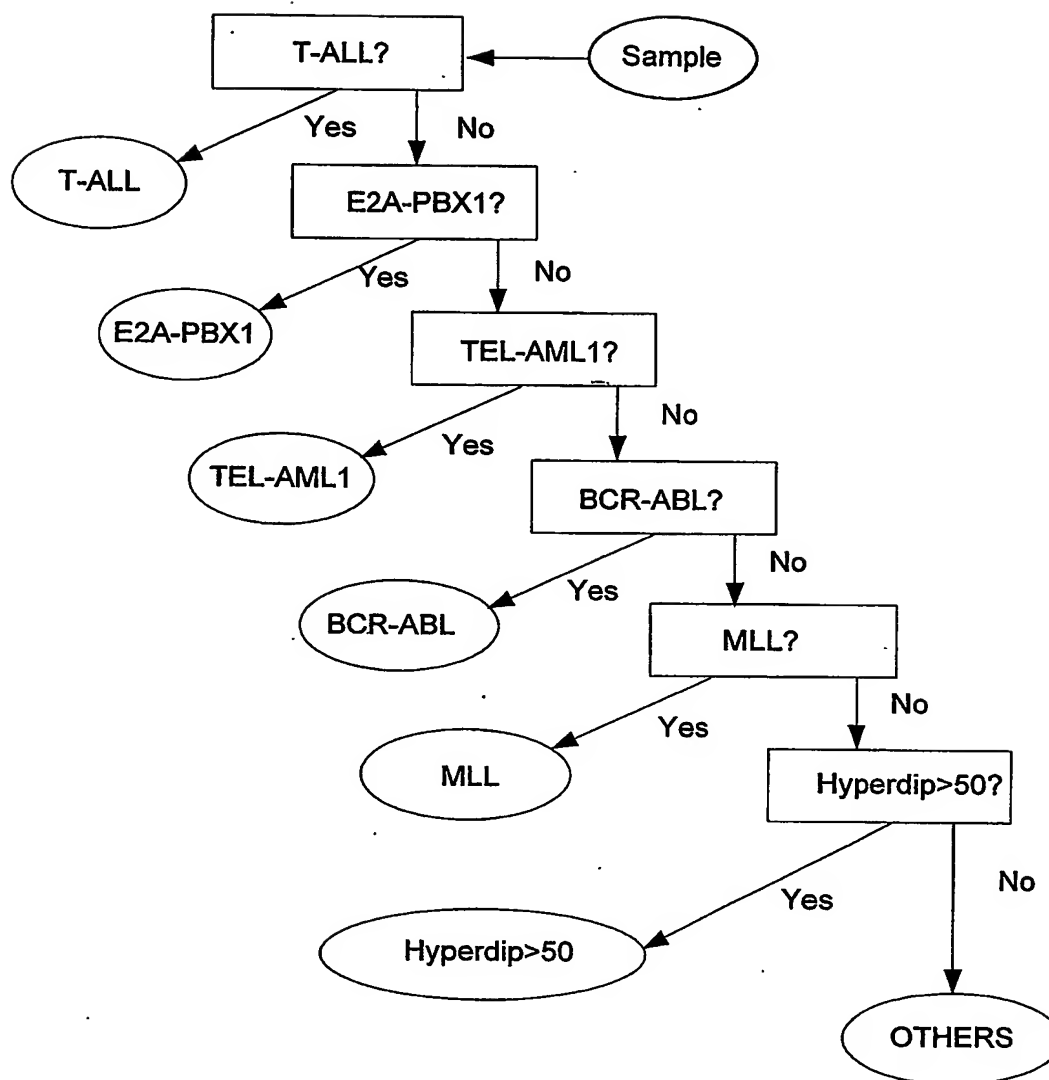 T-ALL?
Sample
Yes
No
T-ALL
E2A-PBX1?
Yes
No
E2A-PBX1
TEL-AML1?
Yes
No
TEL-AML1
BCR-ABL?
Yes
No
BCR-ABL
MLL?
Yes
No
MLL
Hyperdip>50?
Yes
No
Hyperdip>50
OTHERS